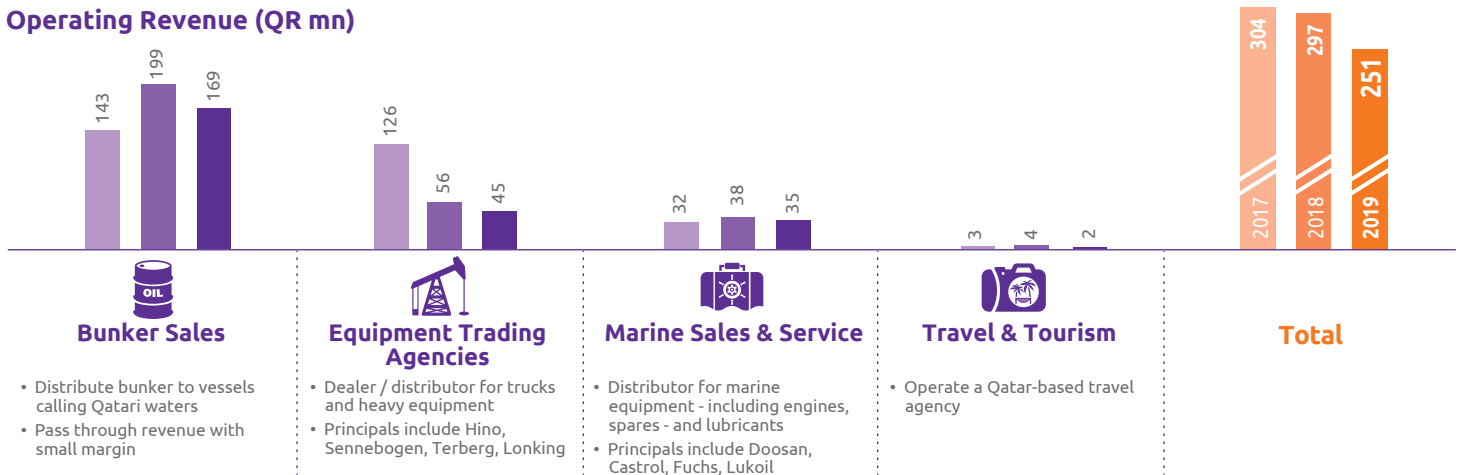 Operating Revenue (QR mn)
143
199
169
126
56
45
32
38
35
3
4
2
304
297
251
2017
2018
2019
OIL
Bunker Sales
• Distribute bunker to vessels
calling Qatari waters
• Pass through revenue with
small margin
Equipment Trading
Agencies
• Dealer / distributor for trucks
and heavy equipment
• Principals include Hino,
Sennebogen, Terberg, Lonking
Marine Sales & Service
• Distributor for marine
equipment - including engines,
spares - and lubricants
• Principals include Doosan,
Castrol, Fuchs, Lukoil
Travel & Tourism
• Operate a Qatar-based travel
agency
Total